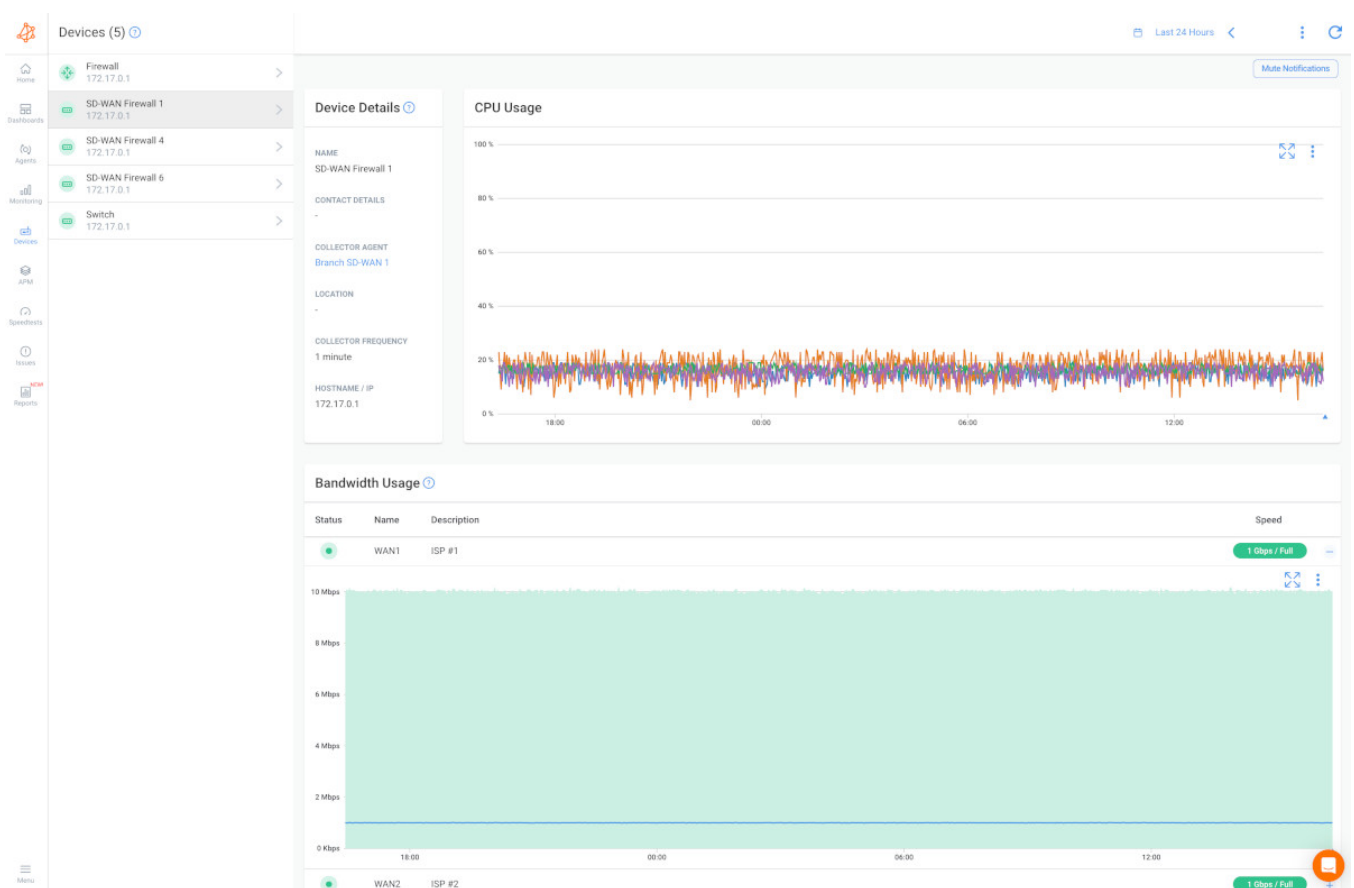 Devices (5)
Last 24 Hours
Home
Dashboards
Agents
Monitoring
Devices
APM
Speedtests
Issues
NEW
Reports
Menu
Firewall
172.17.0.1
SD-WAN Firewall 1
172.17.0.1
SD-WAN Firewall 4
172.17.0.1
SD-WAN Firewall 6
172.17.0.1
Switch
172.17.0.1
Mute Notifications
Device Details
NAME
SD-WAN Firewall 1
CONTACT DETAILS
-
COLLECTOR AGENT
Branch SD-WAN 1
LOCATION
-
COLLECTOR FREQUENCY
1 minute
HOSTNAME / IP
172.17.0.1
CPU Usage
100 %
80 %
60 %
40 %
20 %
0 %
18:00 00:00 06:00 12:00
Bandwidth Usage
Status Name Description Speed
WAN1 ISP #1 1 Gbps / Full
10 Mbps
8 Mbps
6 Mbps
4 Mbps
2 Mbps
0 Kbps
18:00 00:00 06:00 12:00
WAN2 ISP #2 1 Gbps / Full